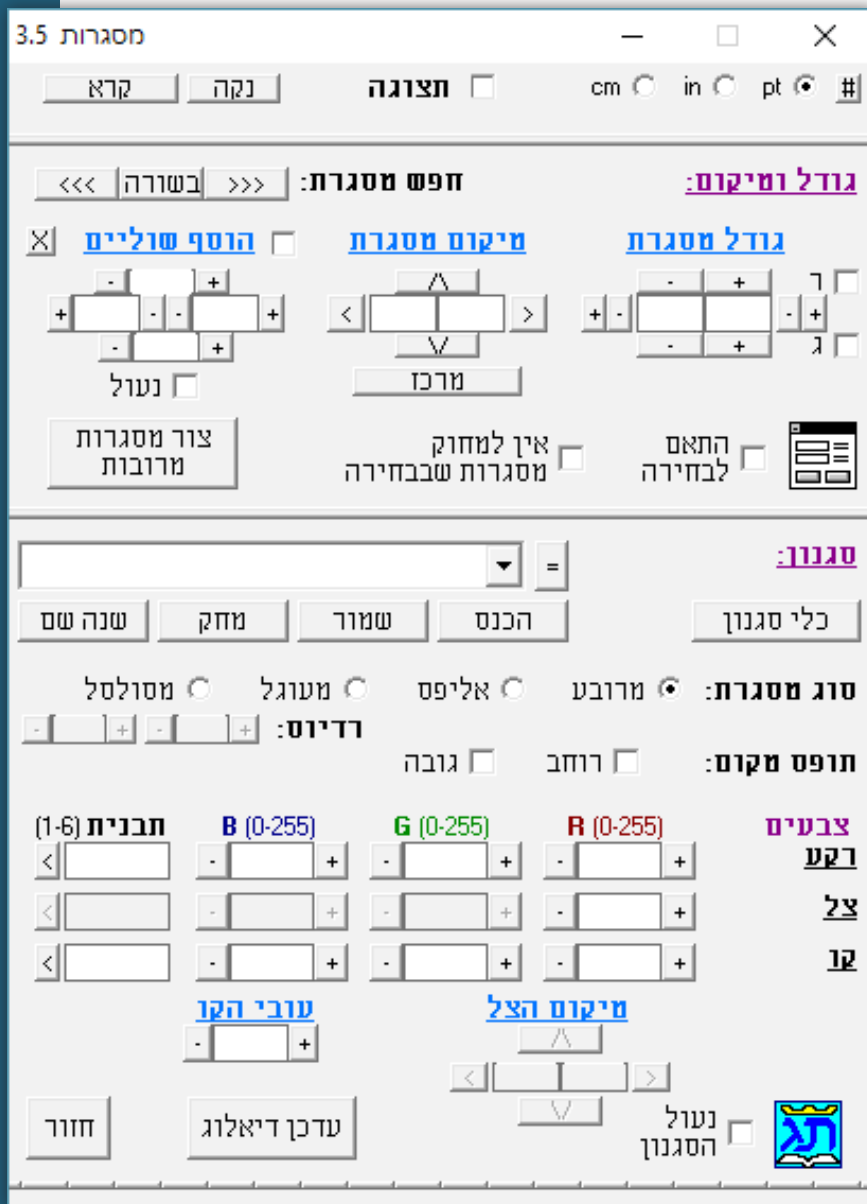 מסגרות 3.5
# pt in cm תצוגה נקה קרא
גודל ומיקום: חפש מסגרת: >>> בשורה <<<
גודל מסגרת מיקום מסגרת הוסף שוליים X
ר - + /\ - +
- + + - < > + - - +
ג - + \/ - +
מרכז נעול
התאם לבחירה
אין למחוק מסגרות שבבחירה
צור מסגרות מרובות
סגנון: =
כלי סגנון הכנס שמור מחק שנה שם
סוג מסגרת: מרובע אליפס מעוגל מסולסל
רדיוס: + - + -
תופס מקום: רוחב גובה
צבעים R (0-255) G (0-255) B (0-255) תבנית (1-6)
רקע - + - + - + <
צל - + - + - + <
קו - + - + - + <
מיקום הצל עובי הקו
/\ - +
< >
\/
תג נעול הסגנון עדכן דיאלוג חזור